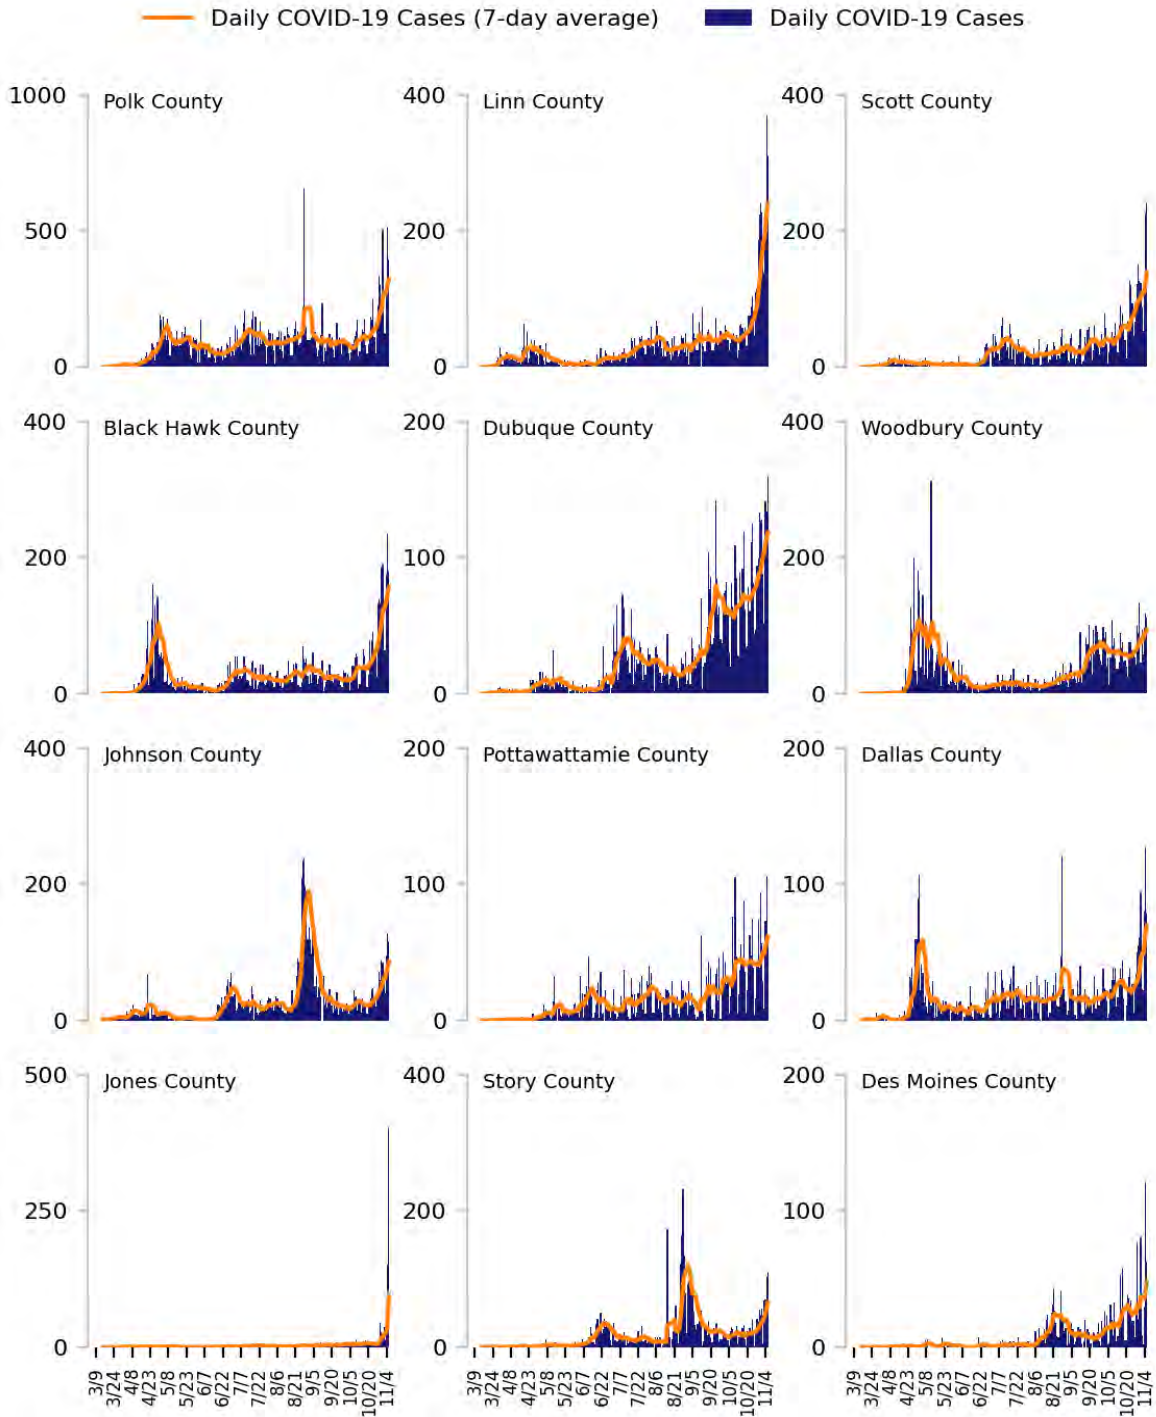 Daily COVID-19 Cases (7-day average) Daily COVID-19 Cases
1000 Polk County 400 Linn County 400 Scott County
500 200 200
0 0 0
400 Black Hawk County 200 Dubuque County 400 Woodbury County
200 100 200
0 0 0
400 Johnson County 200 Pottawattamie County 200 Dallas County
200 100 100
0 0 0
500 Jones County 400 Story County 200 Des Moines County
250 200 100
0 0 0
3/9 3/24 4/8 4/23 5/8 5/23 6/7 6/22 7/7 7/22 8/6 8/21 9/5 9/20 10/5 10/20 11/4 3/9 3/24 4/8 4/23 5/8 5/23 6/7 6/22 7/7 7/22 8/6 8/21 9/5 9/20 10/5 10/20 11/4 3/9 3/24 4/8 4/23 5/8 5/23 6/7 6/22 7/7 7/22 8/6 8/21 9/5 9/20 10/5 10/20 11/4